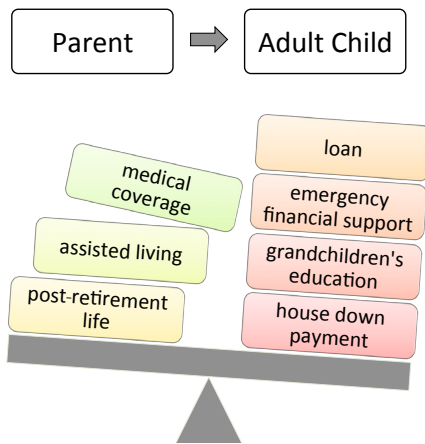 Parent
Adult Child
medical
coverage
assisted living
post-retirement
life
loan
emergency
financial support
grandchildren's
education
house down
payment